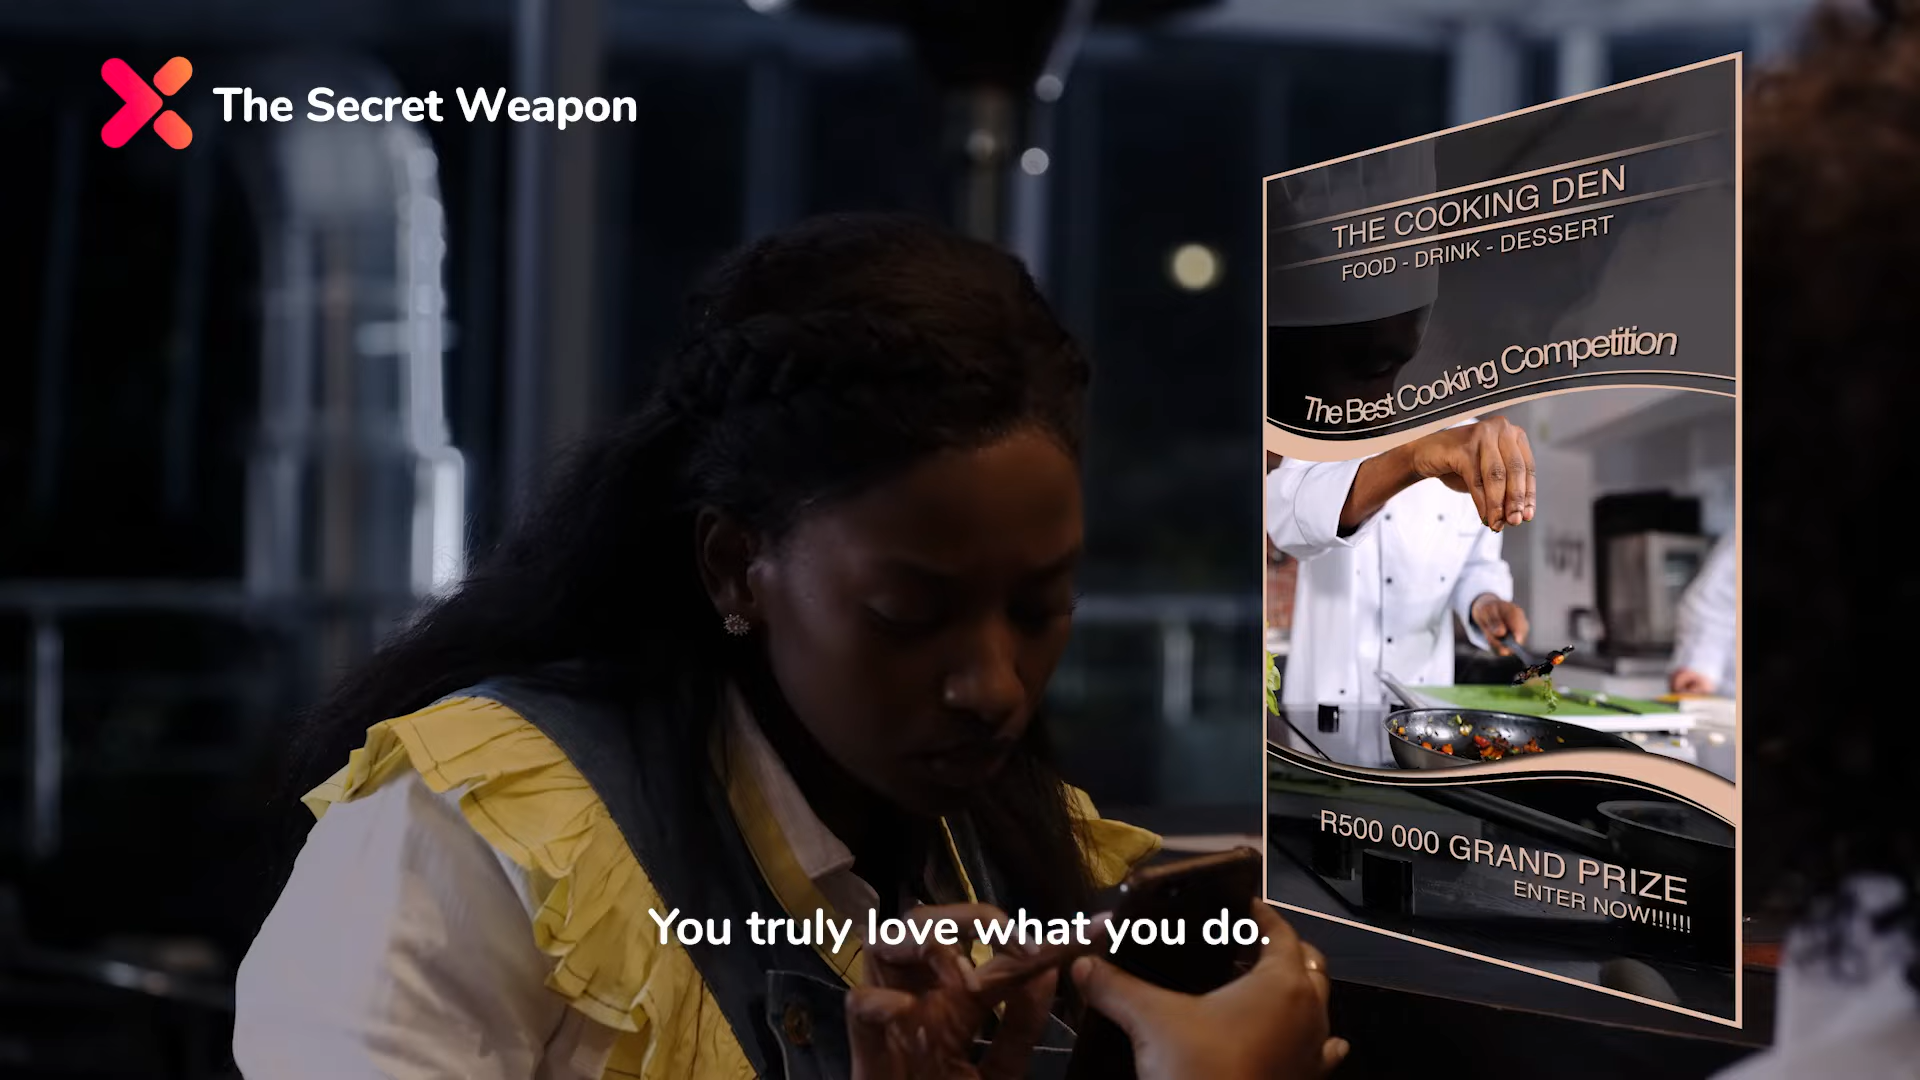 The Secret Weapon
THE COOKING DEN
FOOD - DRINK - DESSERT
The Best Cooking Competition
R500 000 GRAND PRIZE
ENTER NOW!!!!!!
You truly love what you do.